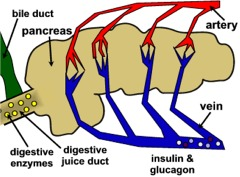 bile duct
pancreas
artery
vein
digestive
enzymes
digestive
juice duct
insulin &
glucagon